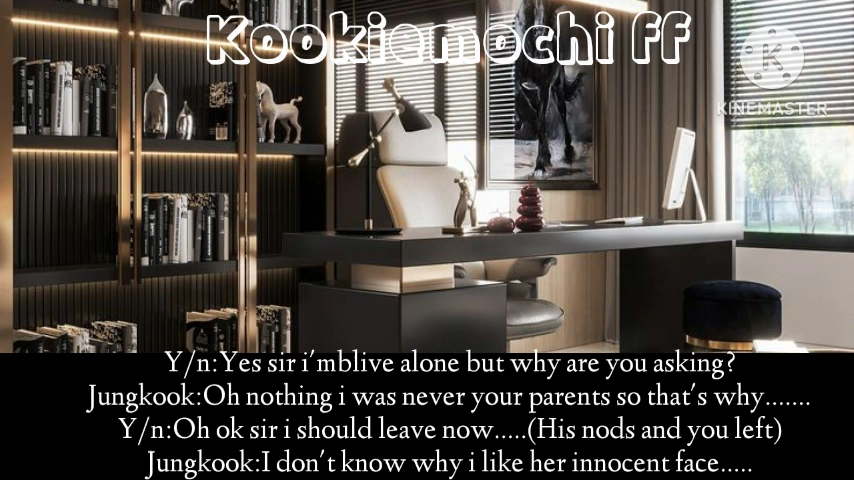 Kookiemochi ff
KINEMASTER
Y/n:Yes sir i'mblive alone but why are you asking?
Jungkook:Oh nothing i was never your parents so that's why.......
Y/n:Oh ok sir i should leave now.....(His nods and you left)
Jungkook:I don't know why i like her innocent face.....